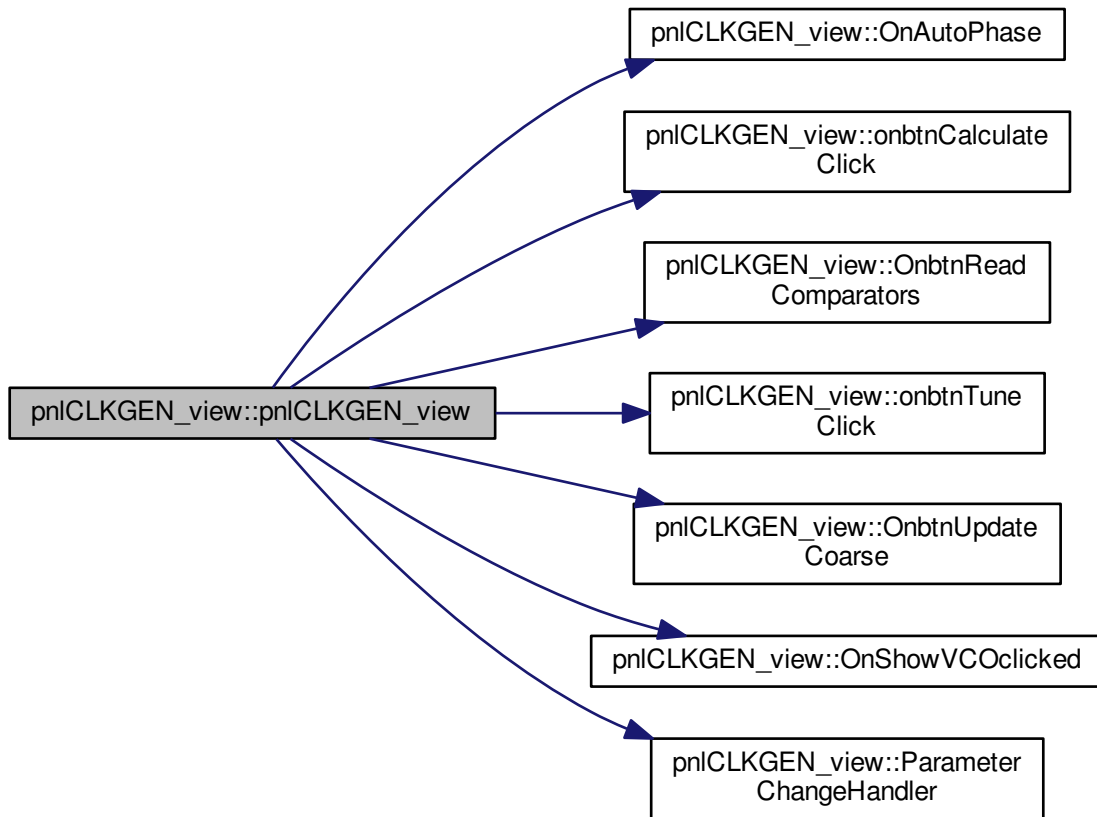 pnlCLKGEN_view::OnAutoPhase
pnlCLKGEN_view::onbtnCalculate
Click
pnlCLKGEN_view::OnbtnRead
Comparators
pnlCLKGEN_view::pnlCLKGEN_view
pnlCLKGEN_view::onbtnTune
Click
pnlCLKGEN_view::OnbtnUpdate
Coarse
pnlCLKGEN_view::OnShowVCOclicked
pnlCLKGEN_view::Parameter
ChangeHandler